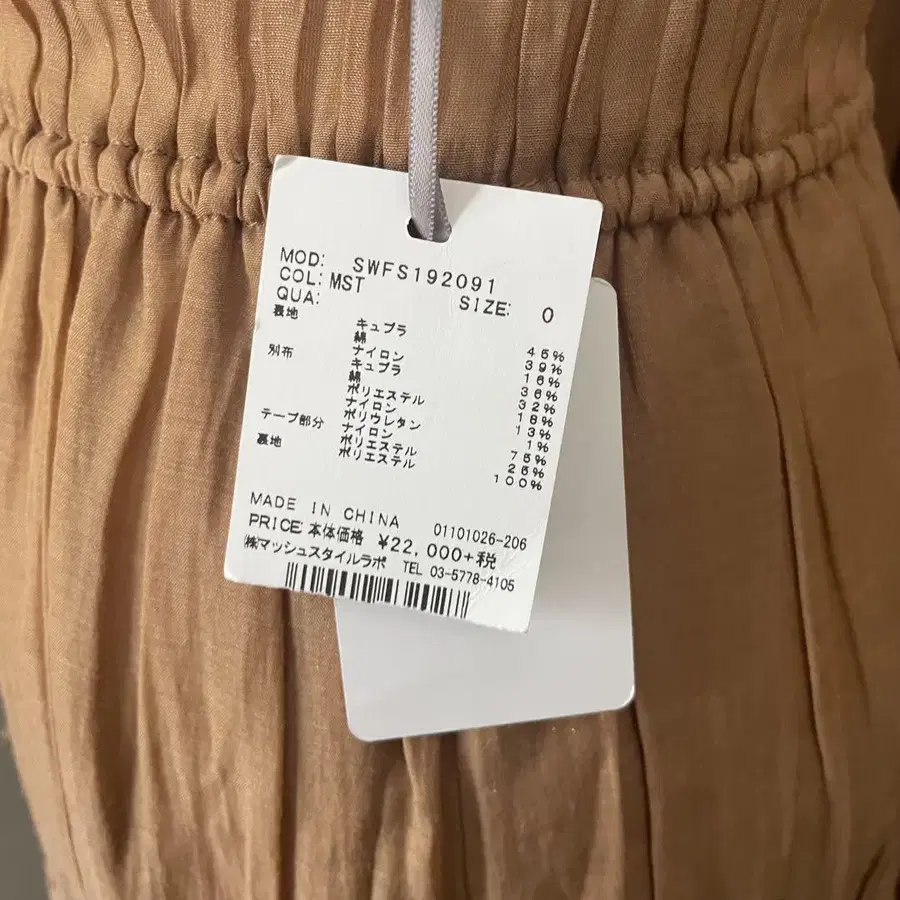 MOD: SWFS192091
COL: MST SIZE: 0
QUA:
裏地 キュプラ 45%
綿 39%
ナイロン 16%
別布 キュプラ 36%
綿 32%
ポリエステル 18%
ナイロン 13%
ポリウレタン 1%
テープ部分 ナイロン 75%
ポリエステル 25%
裏地 ポリエステル 100%
MADE IN CHINA 01101026-206
PRICE: 本体価格 ¥22,000+税
㈱マッシュスタイルラボ TEL 03-5778-4105